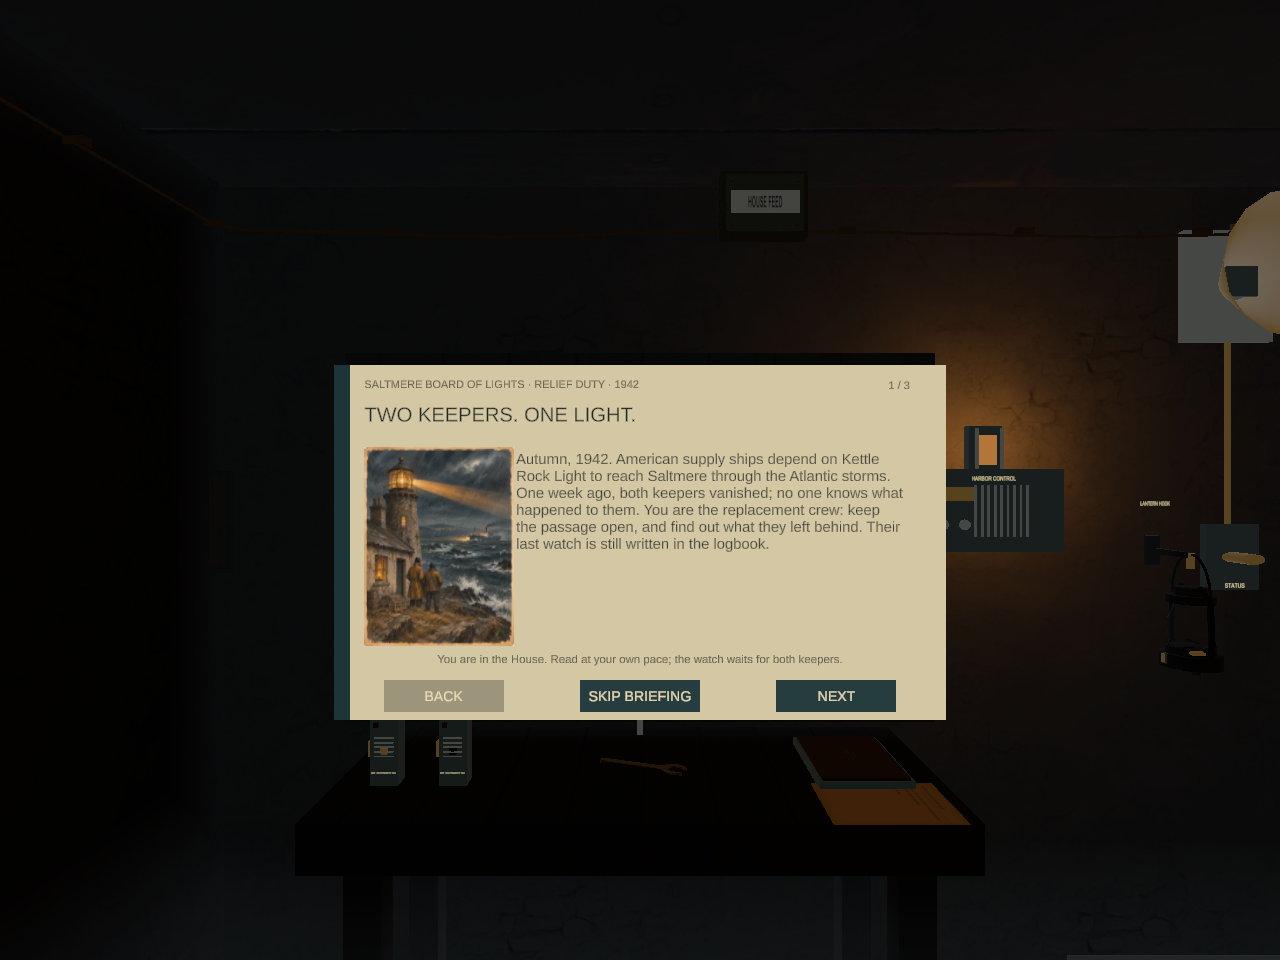 HOUSE FEED
SALTMERE BOARD OF LIGHTS · RELIEF DUTY · 1942
1 / 3
TWO KEEPERS. ONE LIGHT.
Autumn, 1942. American supply ships depend on Kettle
Rock Light to reach Saltmere through the Atlantic storms.
One week ago, both keepers vanished; no one knows what
happened to them. You are the replacement crew: keep
the passage open, and find out what they left behind. Their
last watch is still written in the logbook.
You are in the House. Read at your own pace; the watch waits for both keepers.
BACK
SKIP BRIEFING
NEXT
HARBOR CONTROL
LANTERN HOOK
STATUS